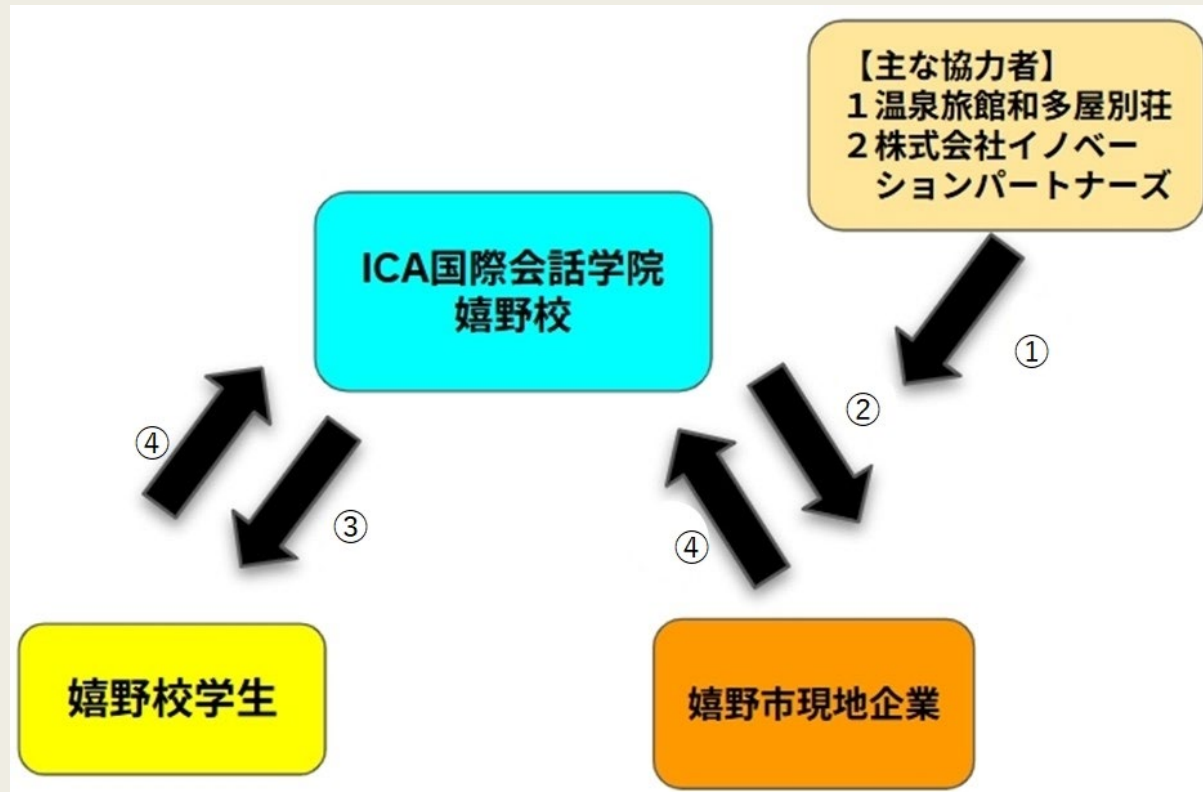 【主な協力者】
1温泉旅館和多屋別荘
2株式会社イノベー
ションパートナーズ
ICA国際会話学院
嬉野校
①
②
④
③
④
嬉野校学生
嬉野市現地企業